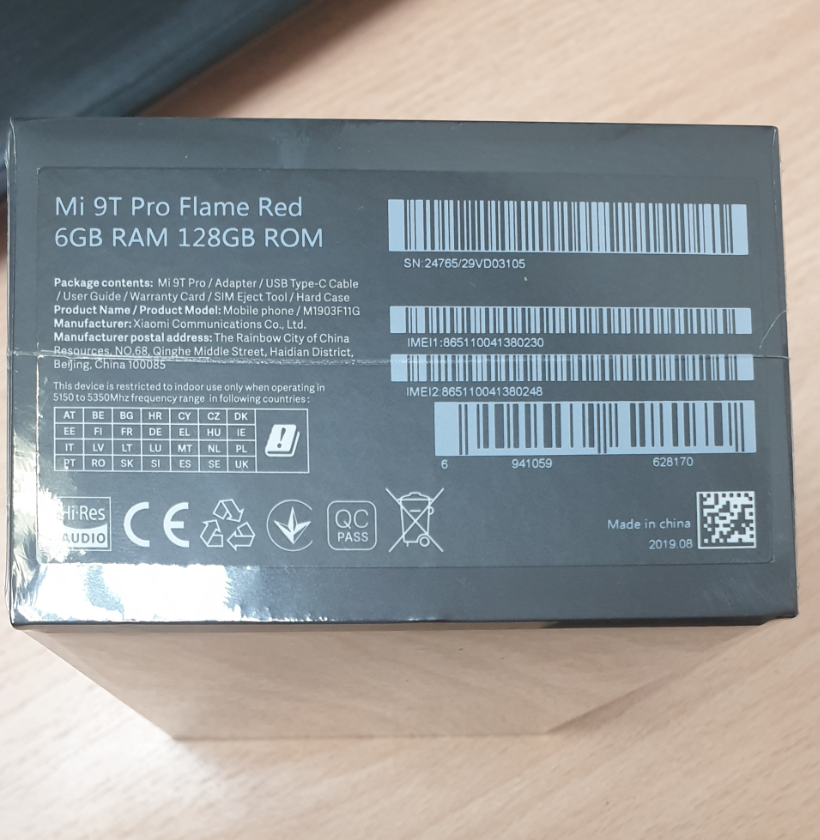 Mi 9T Pro Flame Red
6GB RAM 128GB ROM
Package contents: Mi 9T Pro / Adapter / USB Type-C Cable
/ User Guide / Warranty Card / SIM Eject Tool / Hard Case
Product Name / Product Model: Mobile phone / M1903F11G
Manufacturer: Xiaomi Communications Co., Ltd.
Manufacturer postal address: The Rainbow City of China
Resources, NO.68, Qinghe Middle Street, Haidian District,
Beijing, China 100085
This device is restricted to indoor use only when operating in
5150 to 5350Mhz frequency range in following countries:
AT BE BG HR CY CZ DK
EE FI FR DE EL HU IE
IT LV LT LU MT NL PL
PT RO SK SI ES SE UK
SN:24765/29VD03105
IMEI1:865110041380230
IMEI2:865110041380248
6 941059 628170
Hi-Res
AUDIO
CE
QC
PASS
Made in china
2019.08